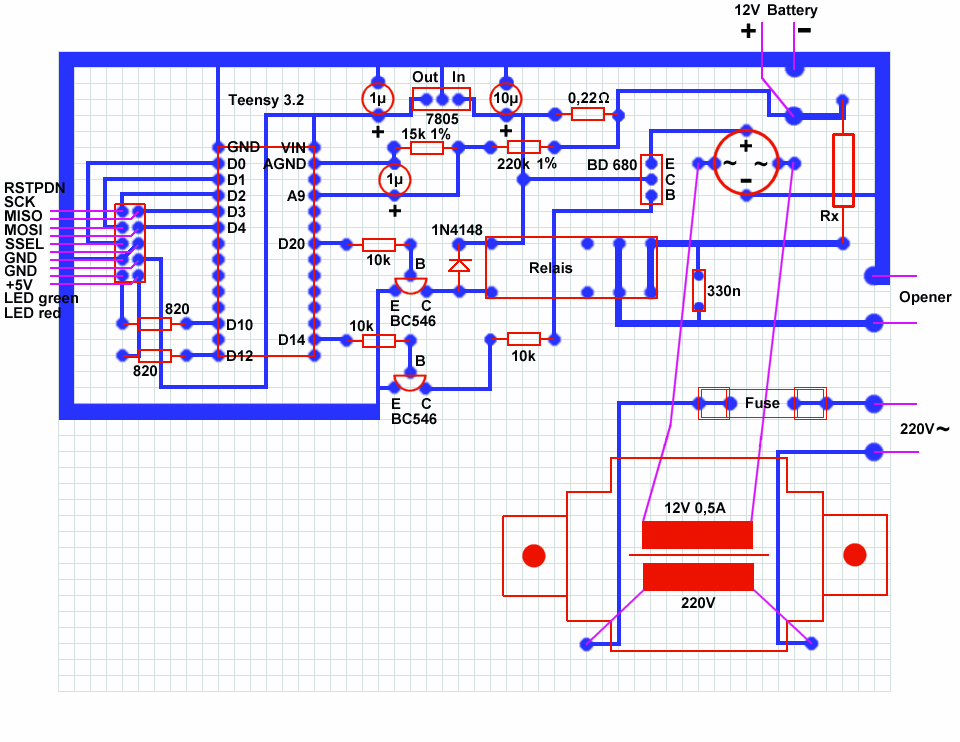 12V Battery
+ −
Out In
Teensy 3.2
1µ
10µ
0,22Ω
7805
+
+
15k 1%
220k 1%
GND
VIN
D0
AGND
BD 680
E
C
B
+
~ ~
−
1µ
D1
D2
A9
+
D3
D4
RSTPDN
SCK
MISO
MOSI
SSEL
GND
GND
+5V
LED green
LED red
Rx
1N4148
D20
10k
B
Relais
E C
BC546
330n
Opener
820
D10
D14
10k
10k
D12
820
B
E C
BC546
Fuse
220V~
12V 0,5A
220V